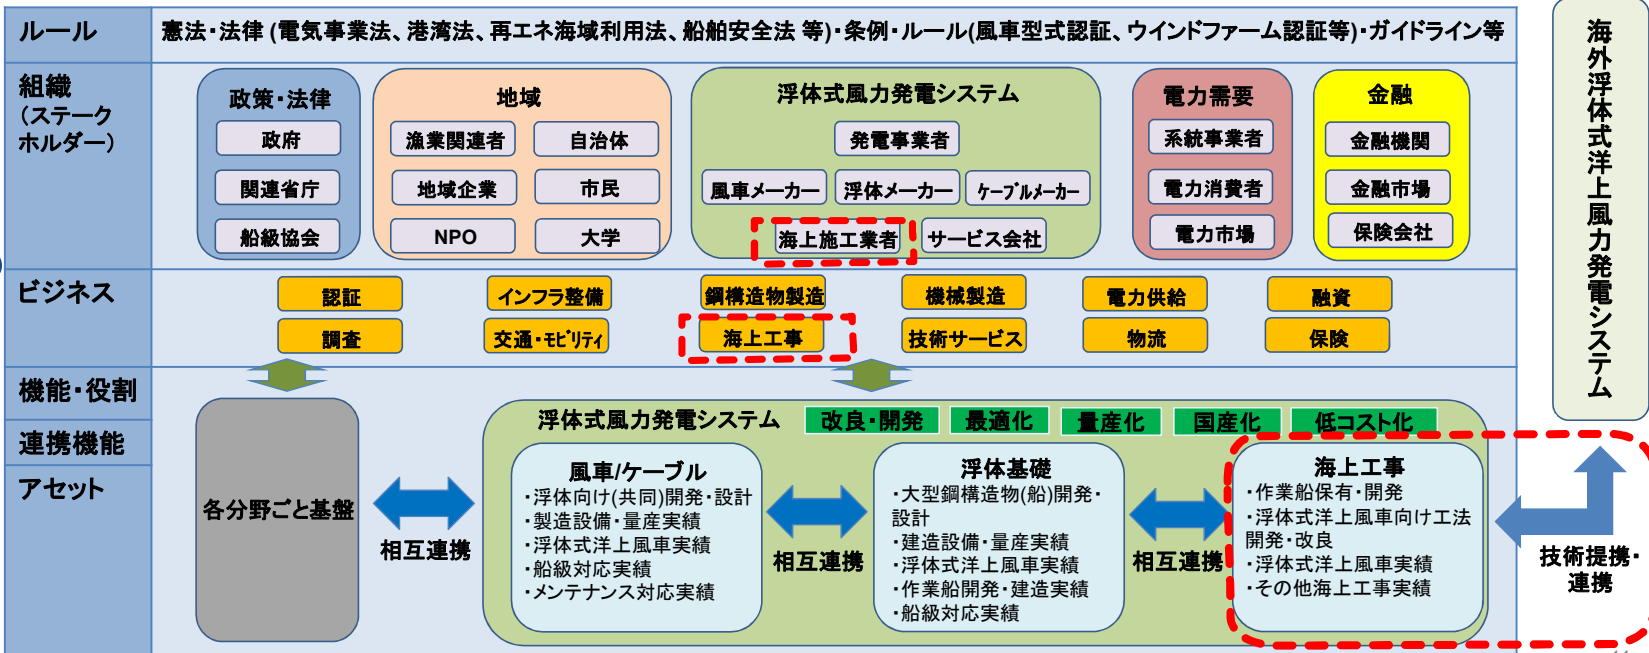 ルール
憲法・法律 (電気事業法、港湾法、再エネ海域利用法、船舶安全法 等)・条例・ルール(風車型式認証、ウインドファーム認証等)・ガイドライン等
組織
(ステーク
ホルダー)
政策・法律
政府
関連省庁
船級協会
地域
漁業関連者
自治体
地域企業
市民
NPO
大学
浮体式風力発電システム
発電事業者
風車メーカー
浮体メーカー
ケーブルメーカー
海上施工業者
サービス会社
電力需要
系統事業者
電力消費者
電力市場
金融
金融機関
金融市場
保険会社
ビジネス
認証
インフラ整備
鋼構造物製造
機械製造
電力供給
融資
調査
交通・モビリティ
海上工事
技術サービス
物流
保険
機能・役割
連携機能
アセット
各分野ごと基盤
相互連携
浮体式風力発電システム
改良・開発
最適化
量産化
国産化
低コスト化
風車/ケーブル
・浮体向け(共同)開発・設計
・製造設備・量産実績
・浮体式洋上風車実績
・船級対応実績
・メンテナンス対応実績
相互連携
浮体基礎
・大型鋼構造物(船)開発・
設計
・建造設備・量産実績
・浮体式洋上風車実績
・作業船開発・建造実績
・船級対応実績
相互連携
海上工事
・作業船保有・開発
・浮体式洋上風車向け工法
開発・改良
・浮体式洋上風車実績
・その他海上工事実績
海外浮体式洋上風力発電システム
技術提携・
連携